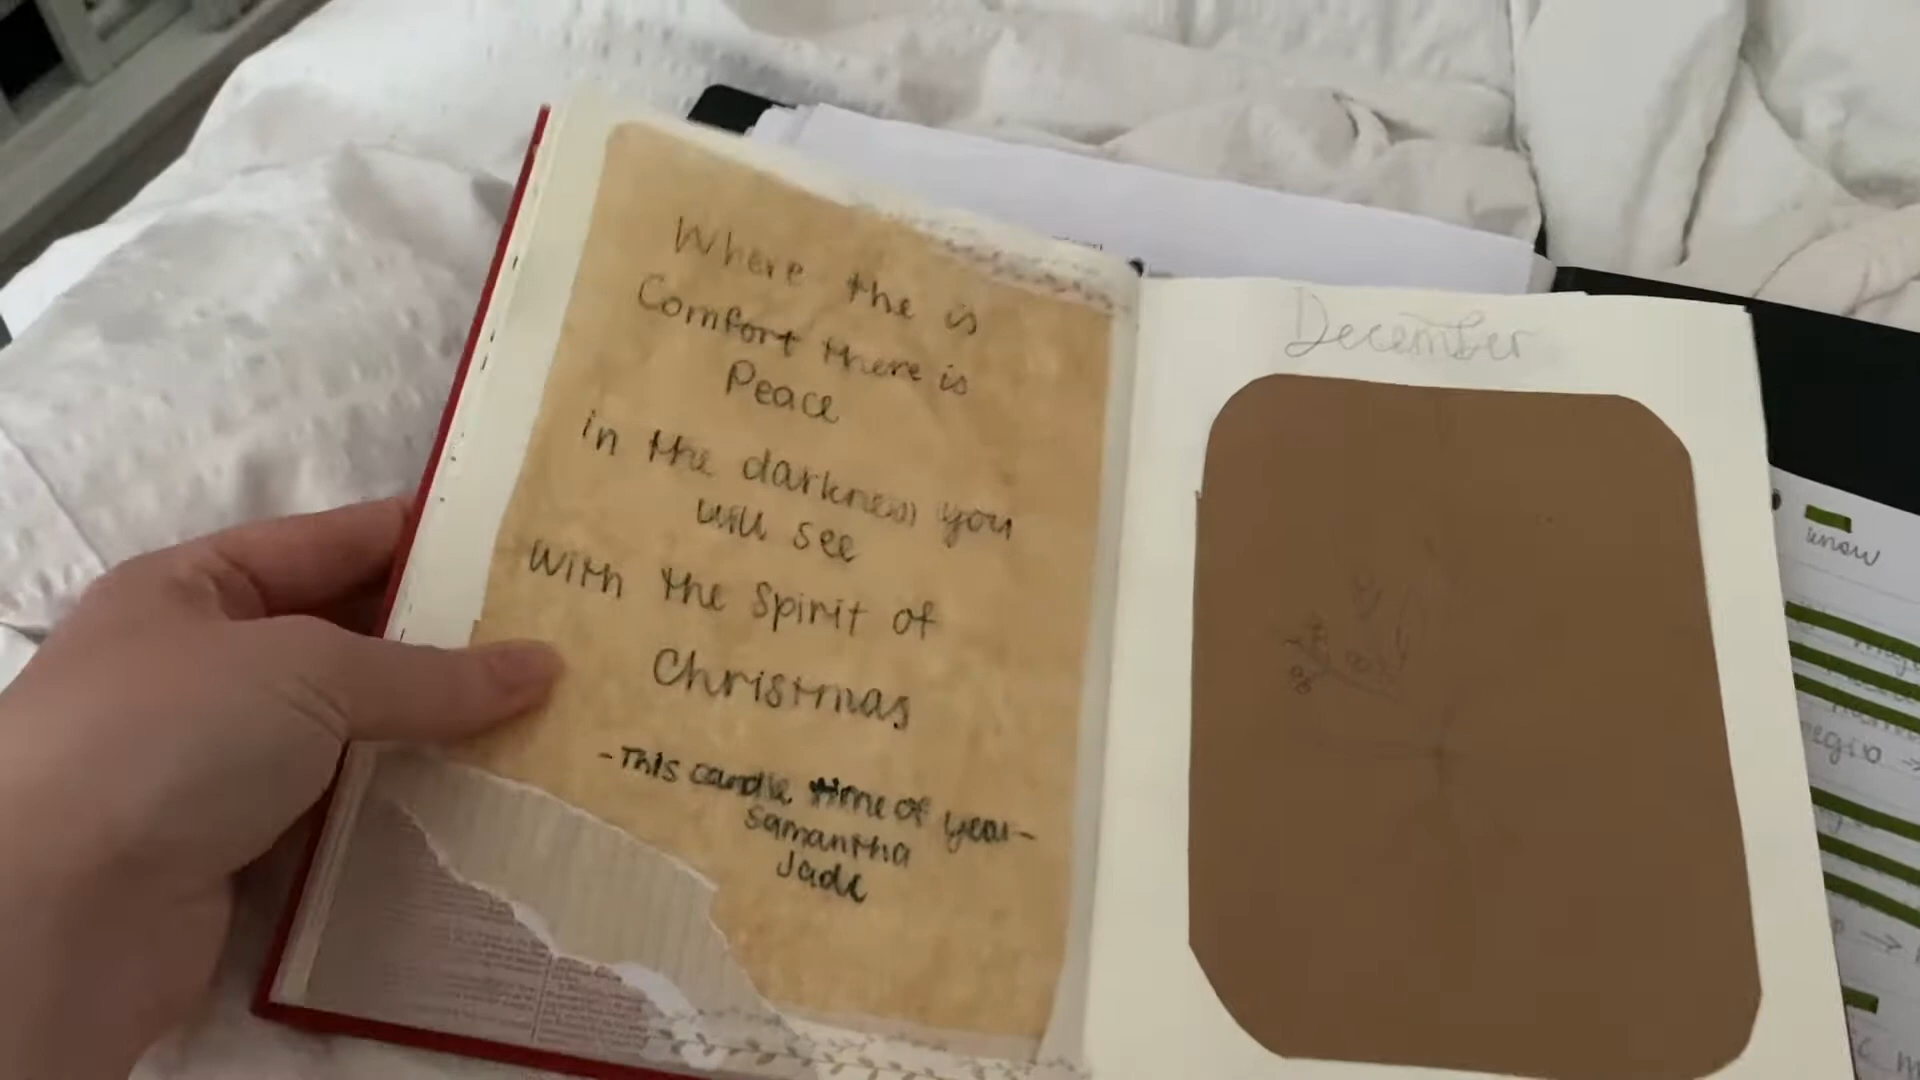 Where the is
Comfort there is
Peace
in the darkness you
will see
With the Spirit of
Christmas
-This candle time of year-
Samantha
Jade
December
know